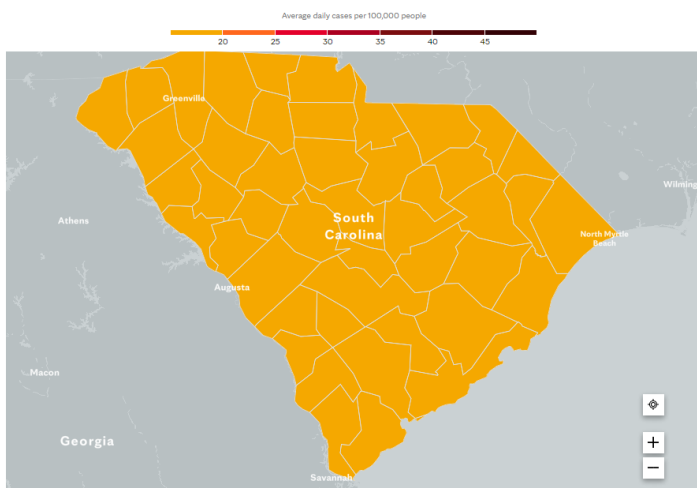 Average daily cases per 100,000 people
20 25 30 35 40 45
Greenville
Wilming
South
Carolina
Athens
North Myrtle
Beach
Augusta
Macon
Georgia
Savannah